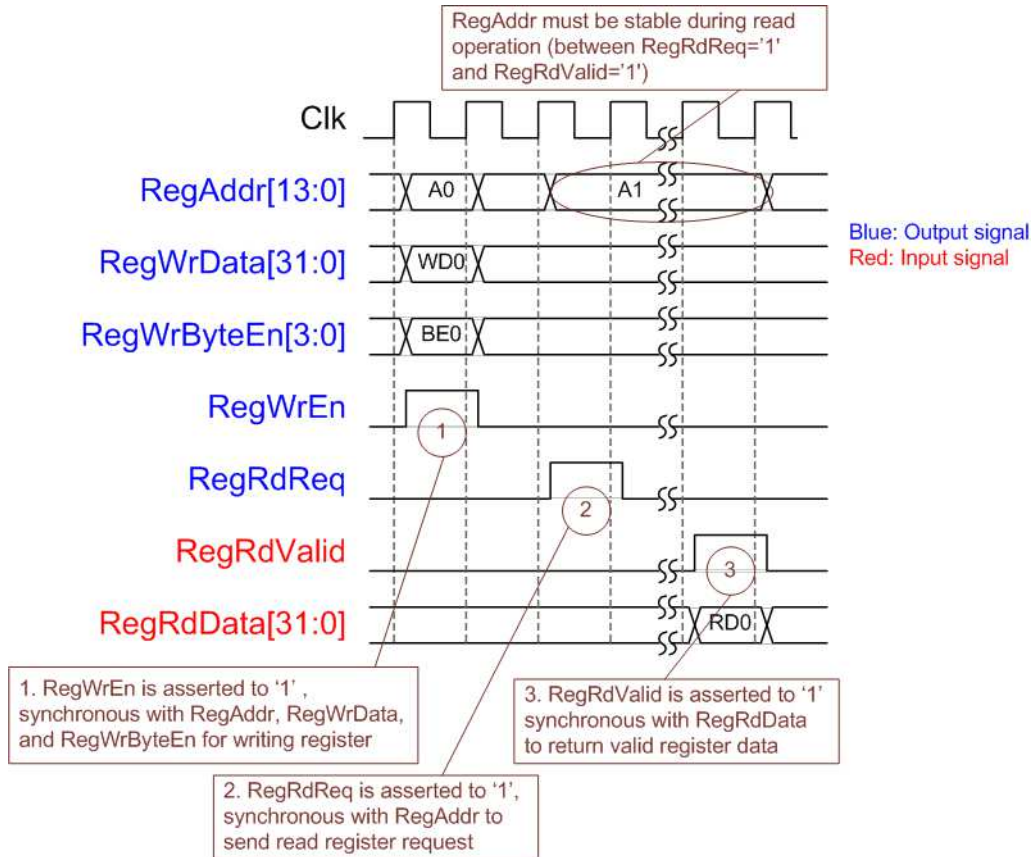 RegAddr must be stable during read
operation (between RegRdReq='1'
and RegRdValid='1')
Clk
RegAddr[13:0]
A0
A1
RegWrData[31:0]
WD0
Blue: Output signal
Red: Input signal
RegWrByteEn[3:0]
BE0
RegWrEn
1
RegRdReq
2
RegRdValid
3
RegRdData[31:0]
RD0
1. RegWrEn is asserted to ‘1’ ,
synchronous with RegAddr, RegWrData,
and RegWrByteEn for writing register
3. RegRdValid is asserted to ‘1’
synchronous with RegRdData
to return valid register data
2. RegRdReq is asserted to ‘1’,
synchronous with RegAddr to
send read register request